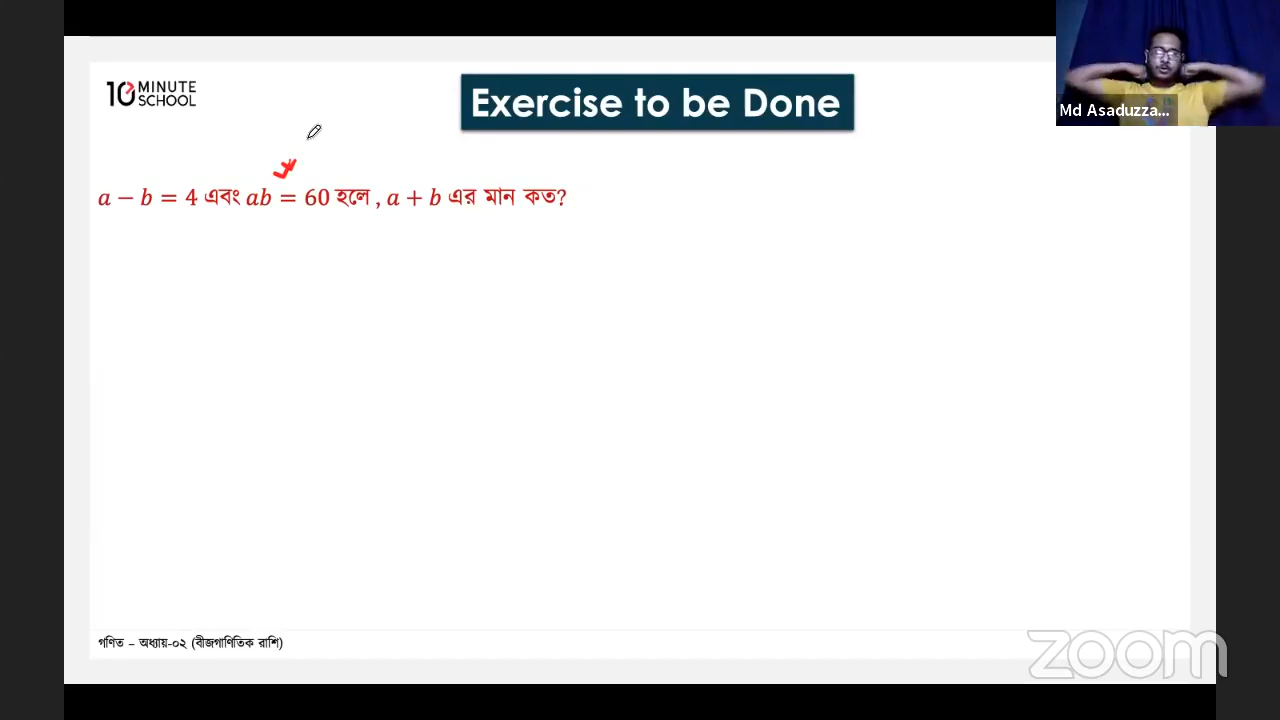 10 MINUTE SCHOOL
Exercise to be Done
Md Asaduzza...
a − b = 4 এবং ab = 60 হলে , a + b এর মান কত?
গণিত – অধ্যায়-০২ (বীজগাণিতিক রাশি)
zoom